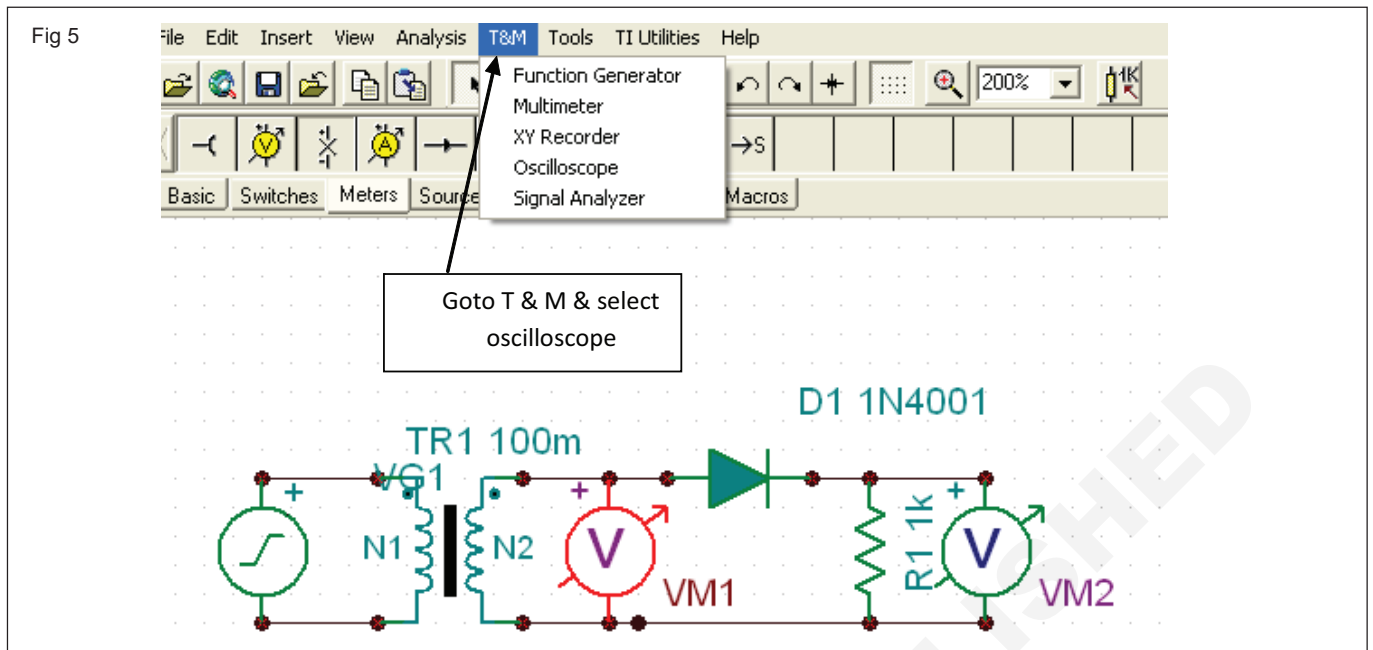 Fig 5
File Edit Insert View Analysis T&M Tools TI Utilities Help
Function Generator
Multimeter
XY Recorder
Oscilloscope
Signal Analyzer
200%
1K
+I
V
A
-I
→S
Basic Switches Meters Macros
Goto T & M & select
oscilloscope
D1 1N4001
TR1 100m
VG1
+
N1
N2
+
V
VM1
R1 1k
+
V
VM2
LISHED